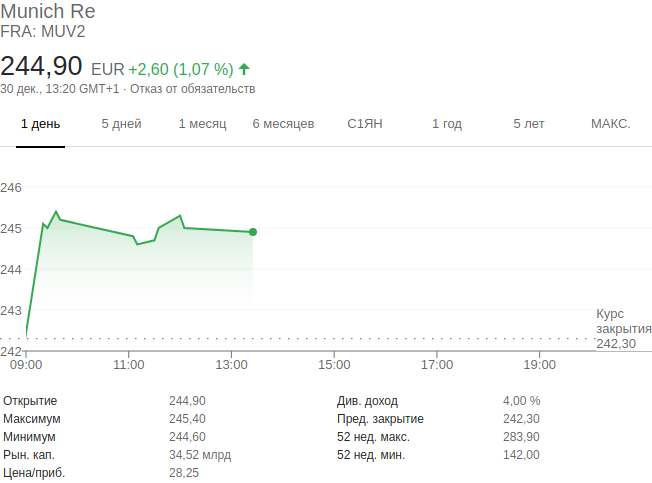 Munich Re
FRA: MUV2
244,90 EUR +2,60 (1,07 %)
30 дек., 13:20 GMT+1 · Отказ от обязательств
1 день 5 дней 1 месяц 6 месяцев С1ЯН 1 год 5 лет МАКС.
246
245
244
243
242
Курс
закрытия
242,30
09:00 11:00 13:00 15:00 17:00 19:00
Открытие 244,90 Див. доход 4,00 %
Максимум 245,40 Пред. закрытие 242,30
Минимум 244,60 52 нед. макс. 283,90
Рын. кап. 34,52 млрд 52 нед. мин. 142,00
Цена/приб. 28,25